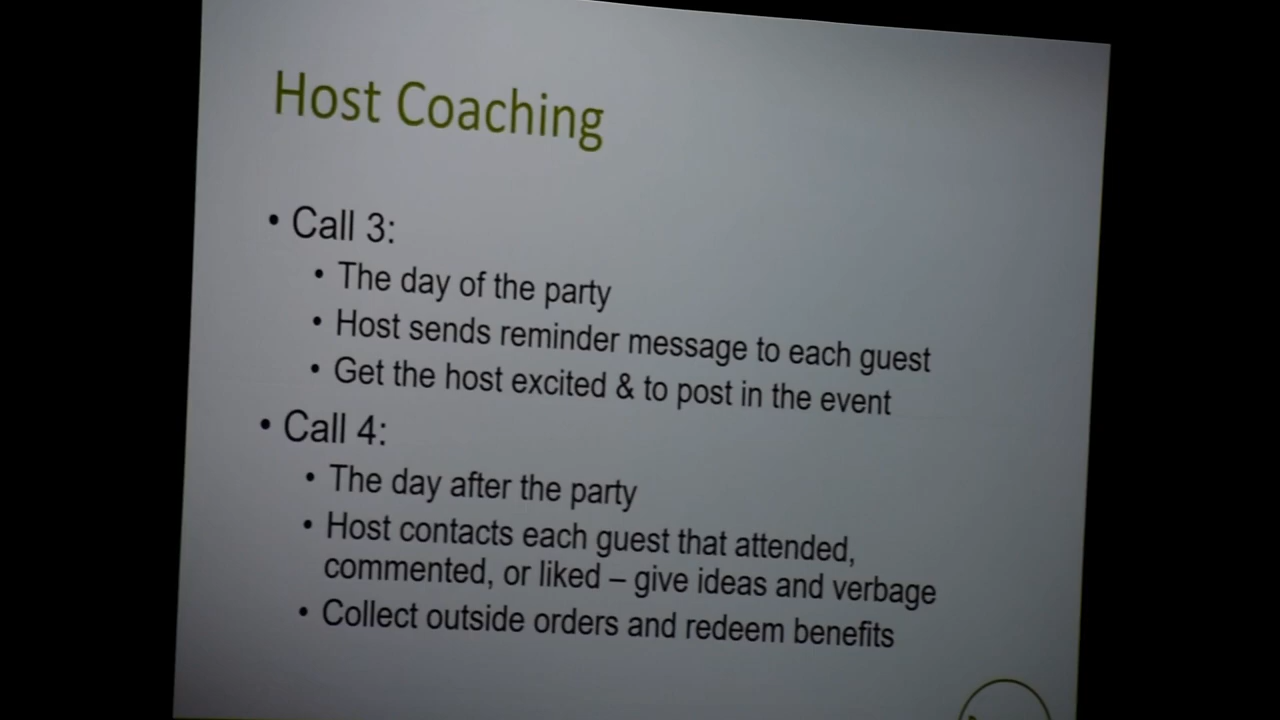 Host Coaching
• Call 3:
• The day of the party
• Host sends reminder message to each guest
• Get the host excited & to post in the event
• Call 4:
• The day after the party
• Host contacts each guest that attended,
commented, or liked – give ideas and verbage
• Collect outside orders and redeem benefits